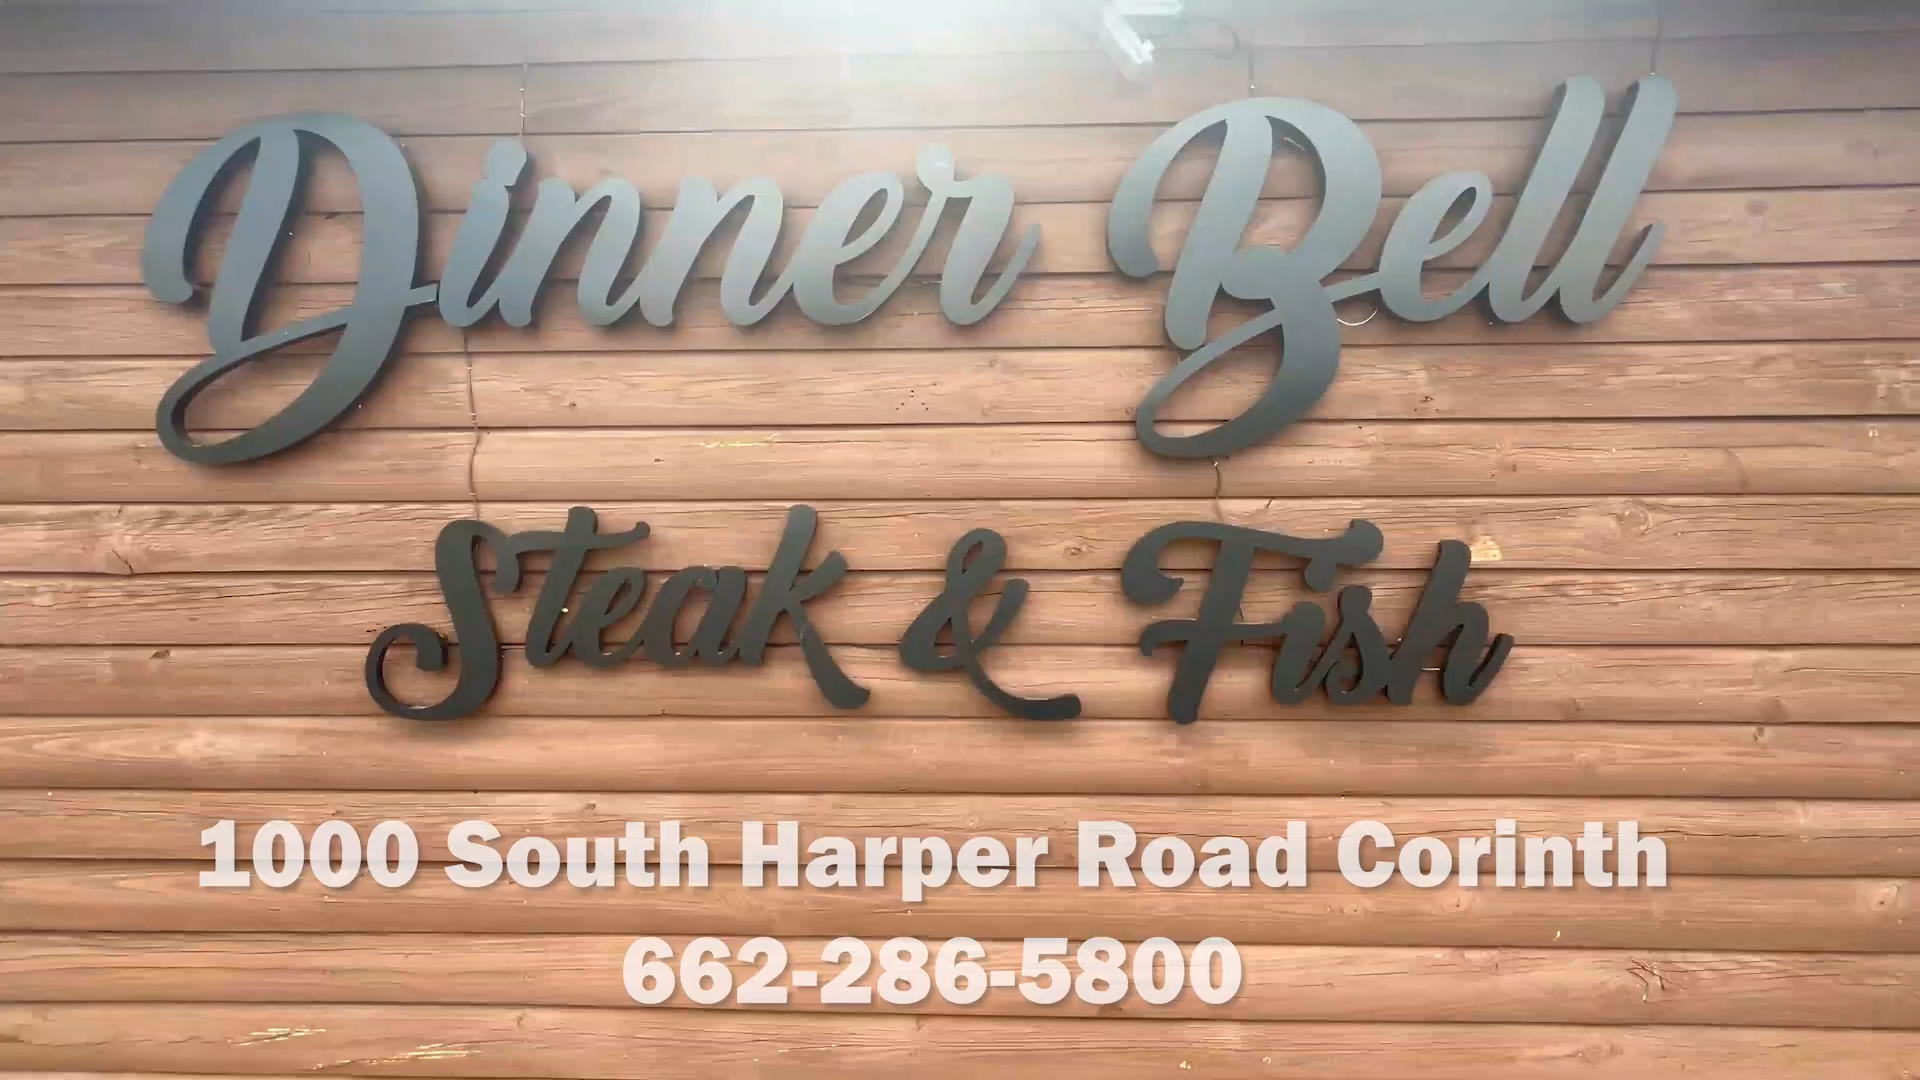 Dinner Bell
Steak & Fish
1000 South Harper Road Corinth
662-286-5800